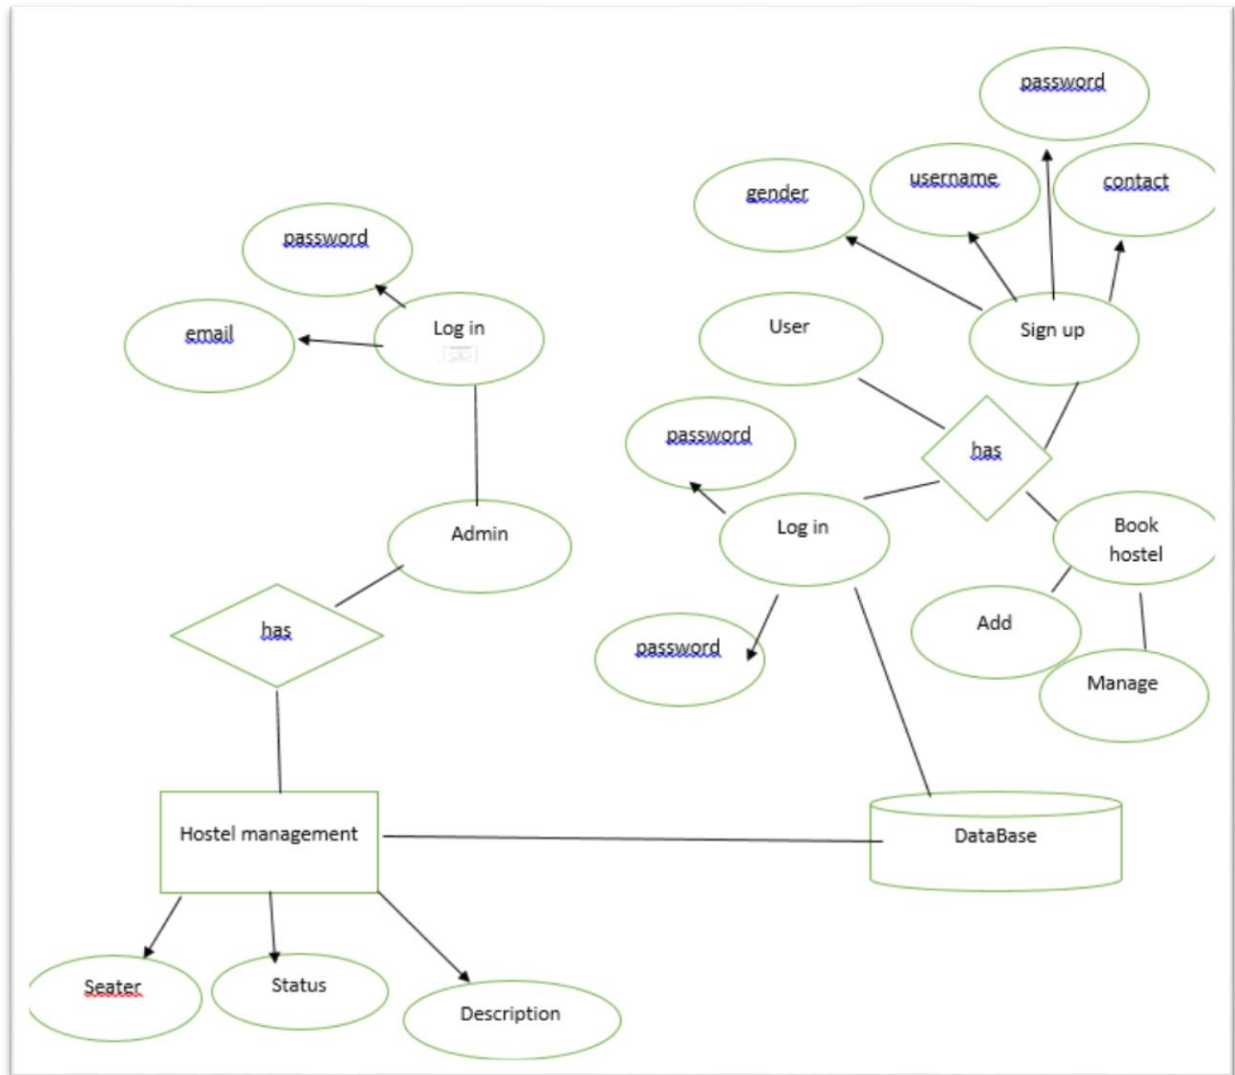 password
gender
username
contact
password
email
Log in
User
Sign up
password
has
Log in
Admin
Book
hostel
has
Add
password
Manage
Hostel management
DataBase
Seater
Status
Description